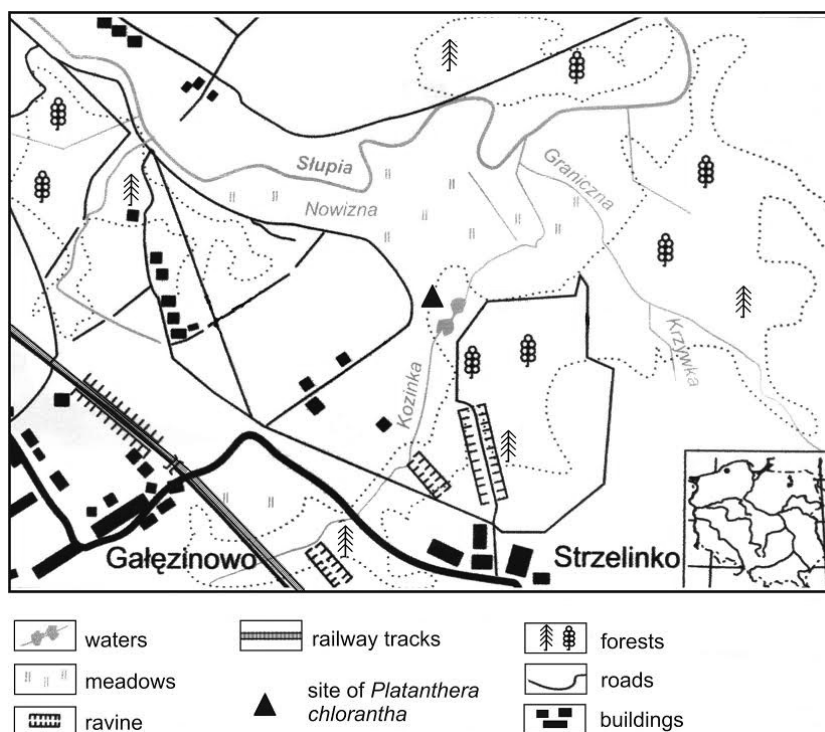 Słupia
Nowizna
Graniczna
Krzywka
Kozinka
Gałęzinowo
Strzelinko
waters
meadows
ravine
railway tracks
site of Platanthera
chlorantha
forests
roads
buildings